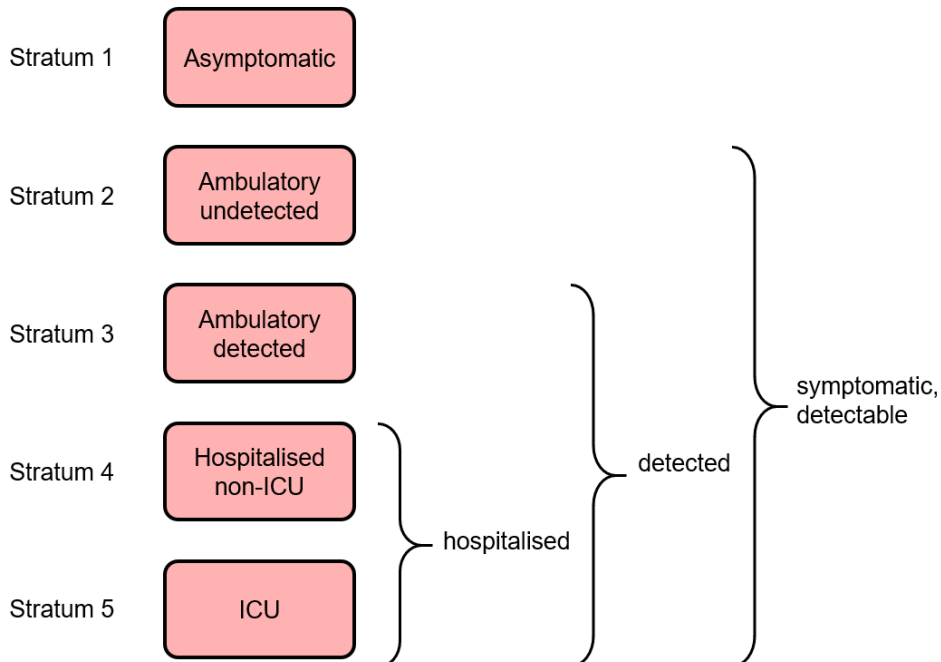 Stratum 1
Asymptomatic
Stratum 2
Ambulatory
undetected
Stratum 3
Ambulatory
detected
symptomatic,
detectable
Stratum 4
Hospitalised
non-ICU
detected
hospitalised
Stratum 5
ICU